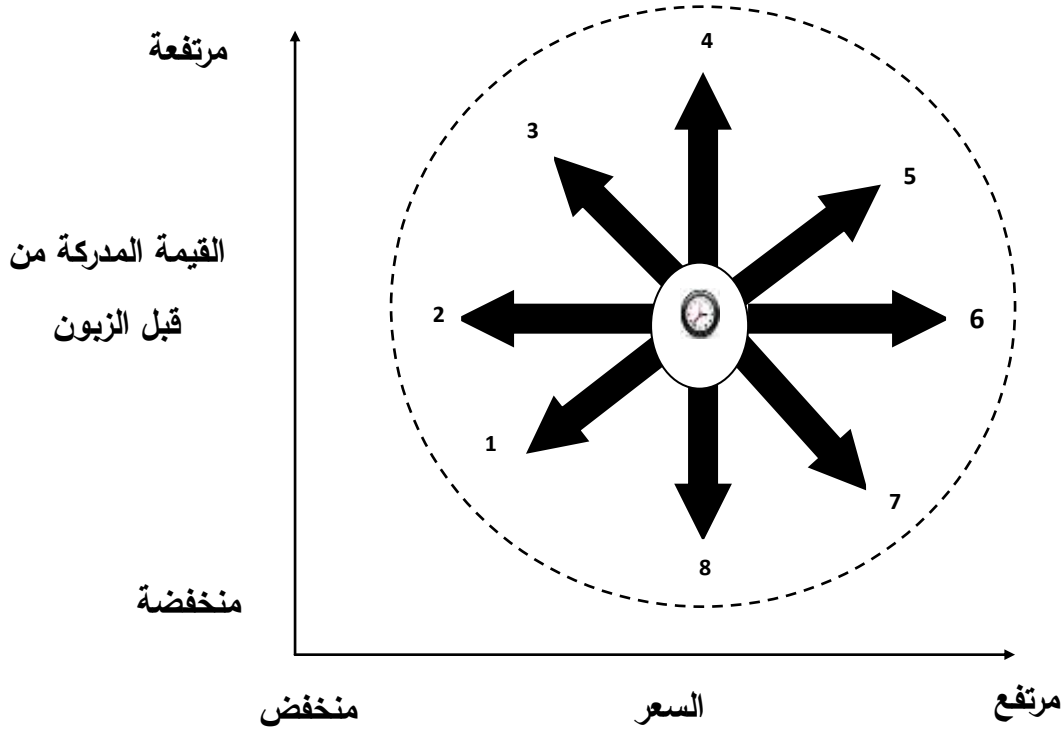 4
مرتفعة
3
5
القيمة المدركة من
قبل الزبون
2
6
1
7
8
منخفضة
منخفض
السعر
مرتفع